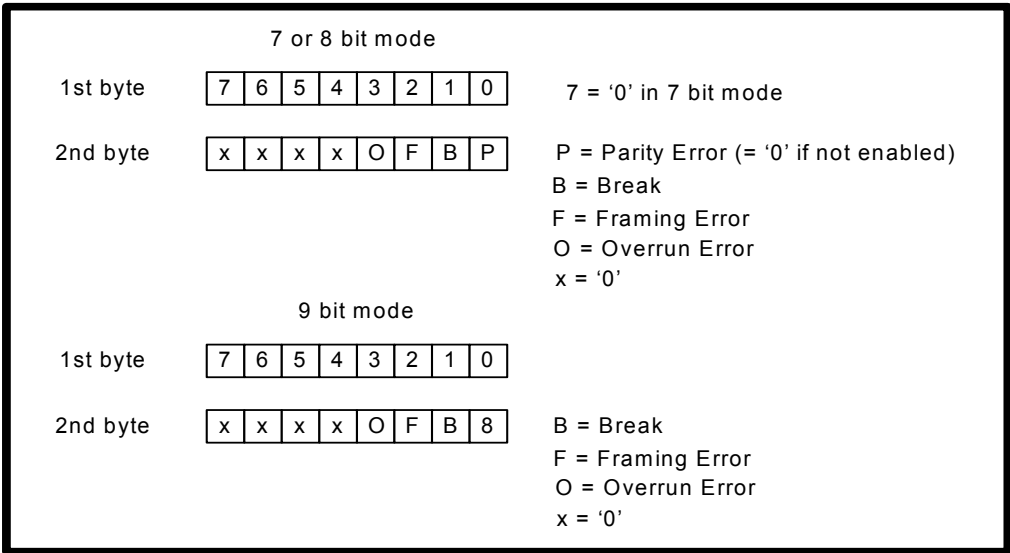 7 or 8 bit mode
1st byte 7 6 5 4 3 2 1 0 7 = ‘0’ in 7 bit mode
2nd byte x x x x O F B P P = Parity Error (= ‘0’ if not enabled)
B = Break
F = Framing Error
O = Overrun Error
x = ‘0’
9 bit mode
1st byte 7 6 5 4 3 2 1 0
2nd byte x x x x O F B 8 B = Break
F = Framing Error
O = Overrun Error
x = ‘0’